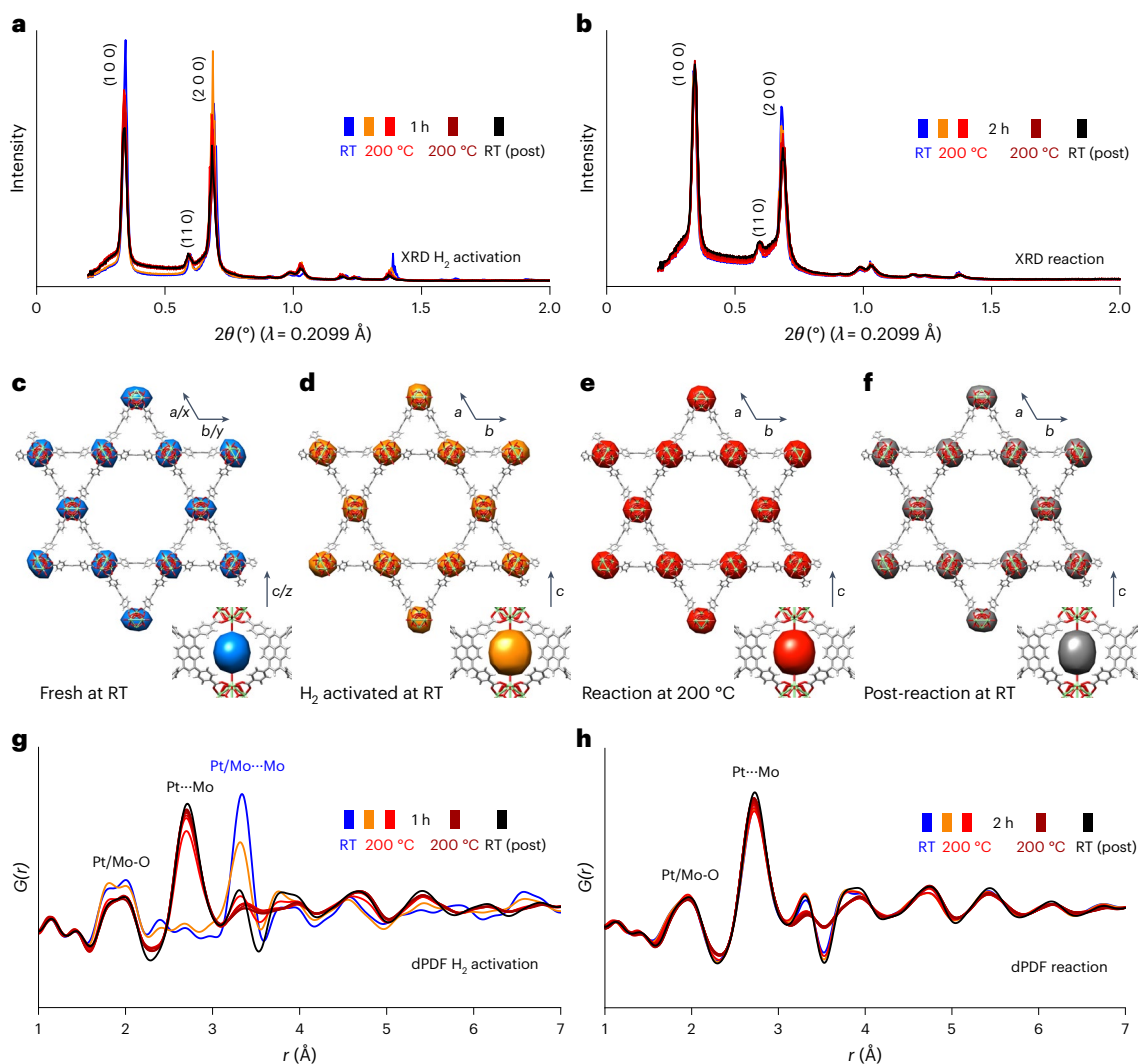 a
(1 0 0)
(2 0 0)
(1 1 0)
Intensity
1 h
RT 200 °C 200 °C RT (post)
XRD H₂ activation
0 0.5 1.0 1.5 2.0
2θ (°) (λ = 0.2099 Å)
b
(1 0 0)
(2 0 0)
(1 1 0)
Intensity
2 h
RT 200 °C 200 °C RT (post)
XRD reaction
0 0.5 1.0 1.5 2.0
2θ (°) (λ = 0.2099 Å)
c
a/x
b/y
c/z
Fresh at RT
d
a
b
c
H₂ activated at RT
e
a
b
c
Reaction at 200 °C
f
a
b
c
Post-reaction at RT
g
Pt/Mo···Mo
Pt···Mo
Pt/Mo-O
G(r)
1 h
RT 200 °C 200 °C RT (post)
dPDF H₂ activation
1 2 3 4 5 6 7
r (Å)
h
Pt···Mo
Pt/Mo-O
G(r)
2 h
RT 200 °C 200 °C RT (post)
dPDF reaction
1 2 3 4 5 6 7
r (Å)